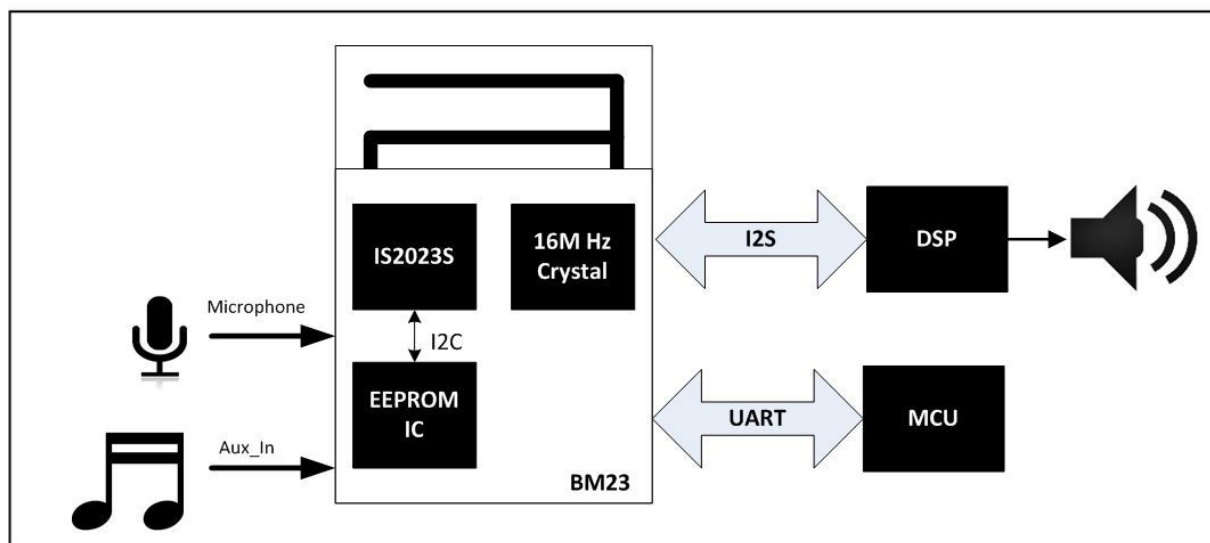 IS2023S
16M Hz
Crystal
I2S
DSP
Microphone
I2C
EEPROM
IC
UART
MCU
Aux_In
BM23